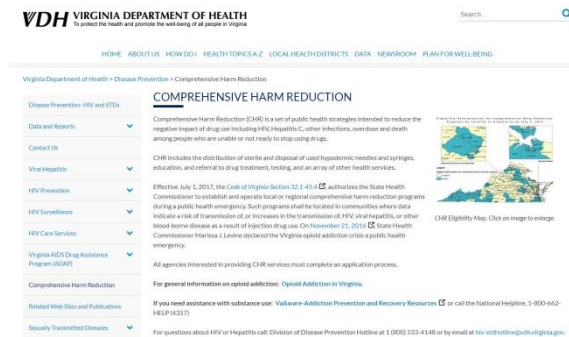 VDH VIRGINIA DEPARTMENT OF HEALTH
To protect the health and promote the well-being of all people in Virginia
Search ...
HOME ABOUT US HOW DO I HEALTH TOPICS A-Z LOCAL HEALTH DISTRICTS DATA NEWSROOM PLAN FOR WELL-BEING
Virginia Department of Health > Disease Prevention > Comprehensive Harm Reduction
Disease Prevention- HIV and STDs
Data and Reports
Contact Us
Viral Hepatitis
HIV Prevention
HIV Surveillance
HIV Care Services
Virginia AIDS Drug Assistance
Program (ADAP)
Comprehensive Harm Reduction
Related Web Sites and Publications
Sexually Transmitted Diseases
COMPREHENSIVE HARM REDUCTION
Comprehensive Harm Reduction (CHR) is a set of public health strategies intended to reduce the
negative impact of drug use including HIV, Hepatitis C, other infections, overdose and death
among people who are unable or not ready to stop using drugs.
CHR includes the distribution of sterile and disposal of used hypodermic needles and syringes,
education, and referral to drug treatment, testing, and an array of other health services.
Effective July 1, 2017, the Code of Virginia Section 32.1-45.4, authorizes the State Health
Commissioner to establish and operate local or regional comprehensive harm reduction programs
during a public health emergency. Such programs shall be located in communities where data
indicate a risk of transmission of, or increases in the transmission of, HIV, viral hepatitis, or other
blood-borne disease as a result of injection drug use. On November 21, 2016, State Health
Commissioner Marissa J. Levine declared the Virginia opioid addiction crisis a public health
emergency.
All agencies interested in providing CHR services must complete an application process.
For general information on opioid addiction: Opioid Addiction in Virginia.
If you need assistance with substance use: VaAware-Addiction Prevention and Recovery Resources or call the National Helpline, 1-800-662-
HELP (4357)
For questions about HIV or Hepatitis call: Division of Disease Prevention Hotline at 1 (800) 533-4148 or by email at hiv-stdhotline@vdh.virginia.gov.
CHR Eligibility Map. Click on image to enlarge.